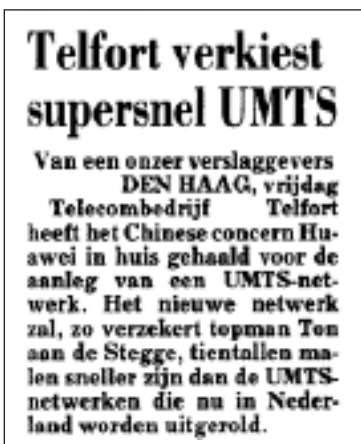 Telfort verkiest
supersnel UMTS
Van een onzer verslaggevers
DEN HAAG, vrijdag
Telecombedrijf Telfort
heeft het Chinese concern Hu-
awei in huis gehaald voor de
aanleg van een UMTS-net-
werk. Het nieuwe netwerk
zal, zo verzekert topman Ton
aan de Stegge, tientallen ma-
len sneller zijn dan de UMTS-
netwerken die nu in Neder-
land worden uitgerold.